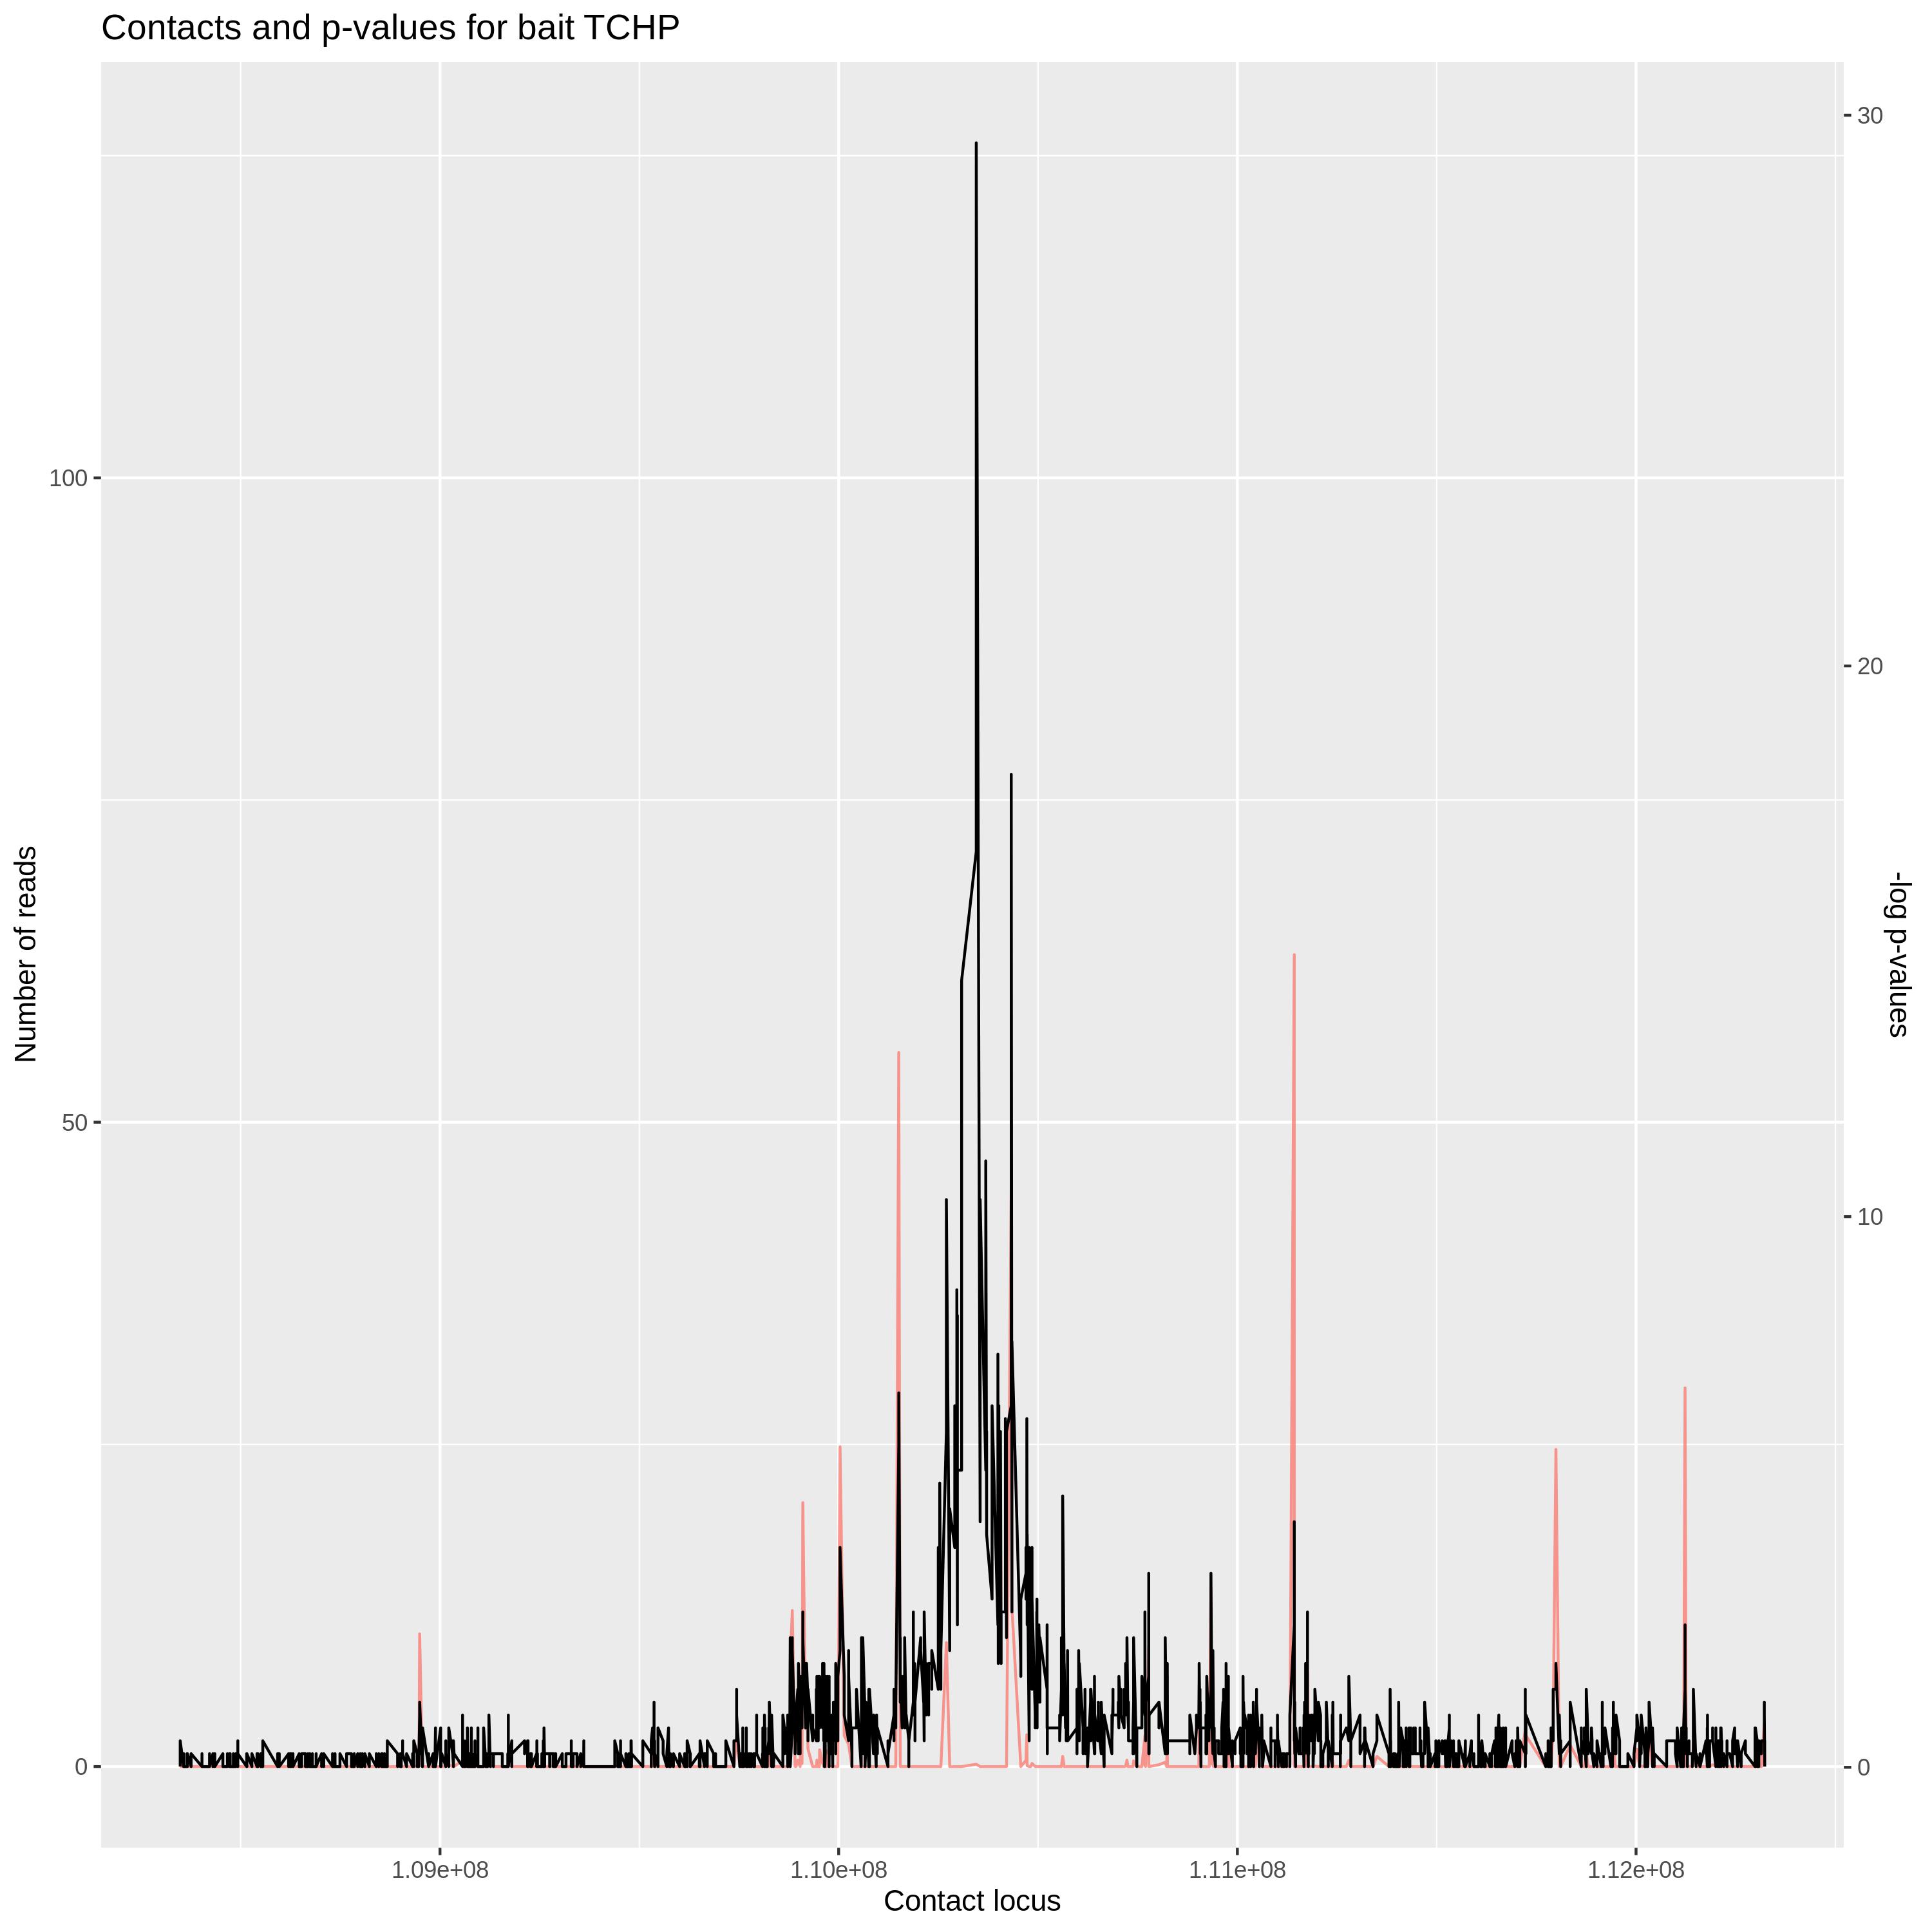 Contacts and p-values for bait TCHP
30
100
20
Number of reads
-log p-values
50
10
0
0
1.09e+08
1.10e+08
1.11e+08
1.12e+08
Contact locus